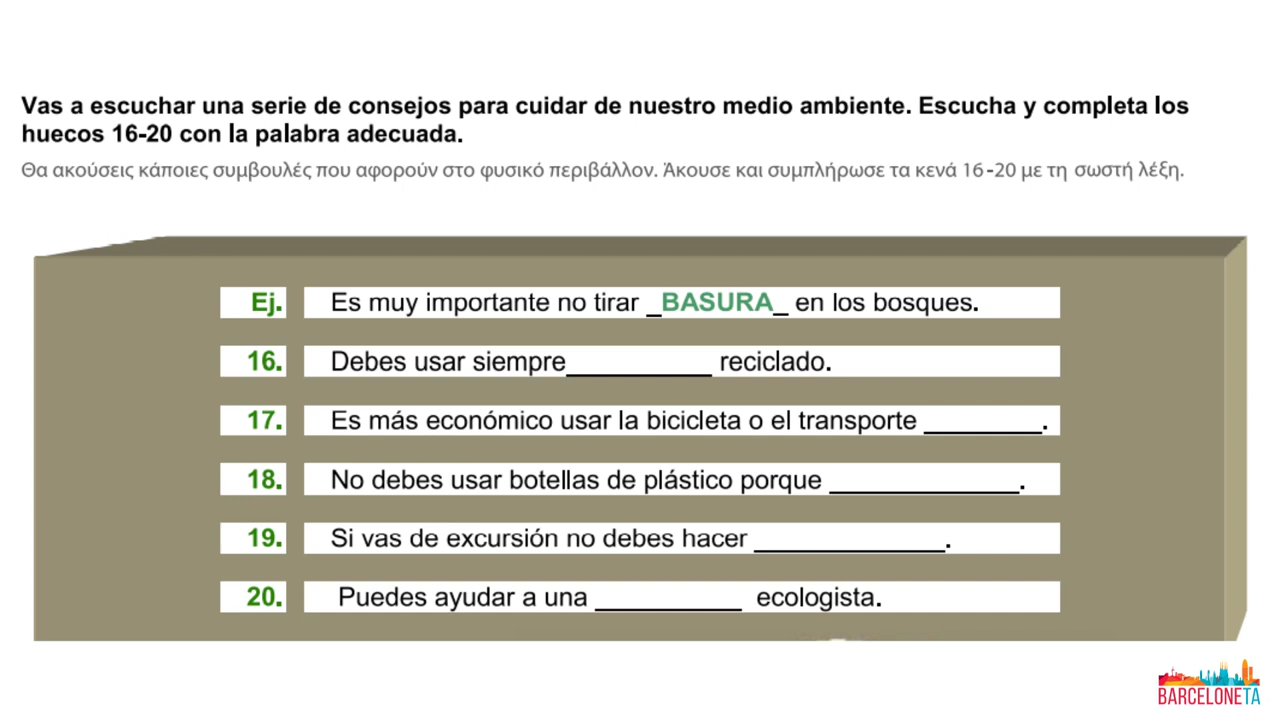 Vas a escuchar una serie de consejos para cuidar de nuestro medio ambiente. Escucha y completa los
huecos 16-20 con la palabra adecuada.
Θα ακούσεις κάποιες συμβουλές που αφορούν στο φυσικό περιβάλλον. Άκουσε και συμπλήρωσε τα κενά 16-20 με τη σωστή λέξη.
Ej. Es muy importante no tirar _BASURA_ en los bosques.
16. Debes usar siempre__________ reciclado.
17. Es más económico usar la bicicleta o el transporte ________.
18. No debes usar botellas de plástico porque _____________.
19. Si vas de excursión no debes hacer _____________.
20. Puedes ayudar a una __________ ecologista.
BARCELONETA